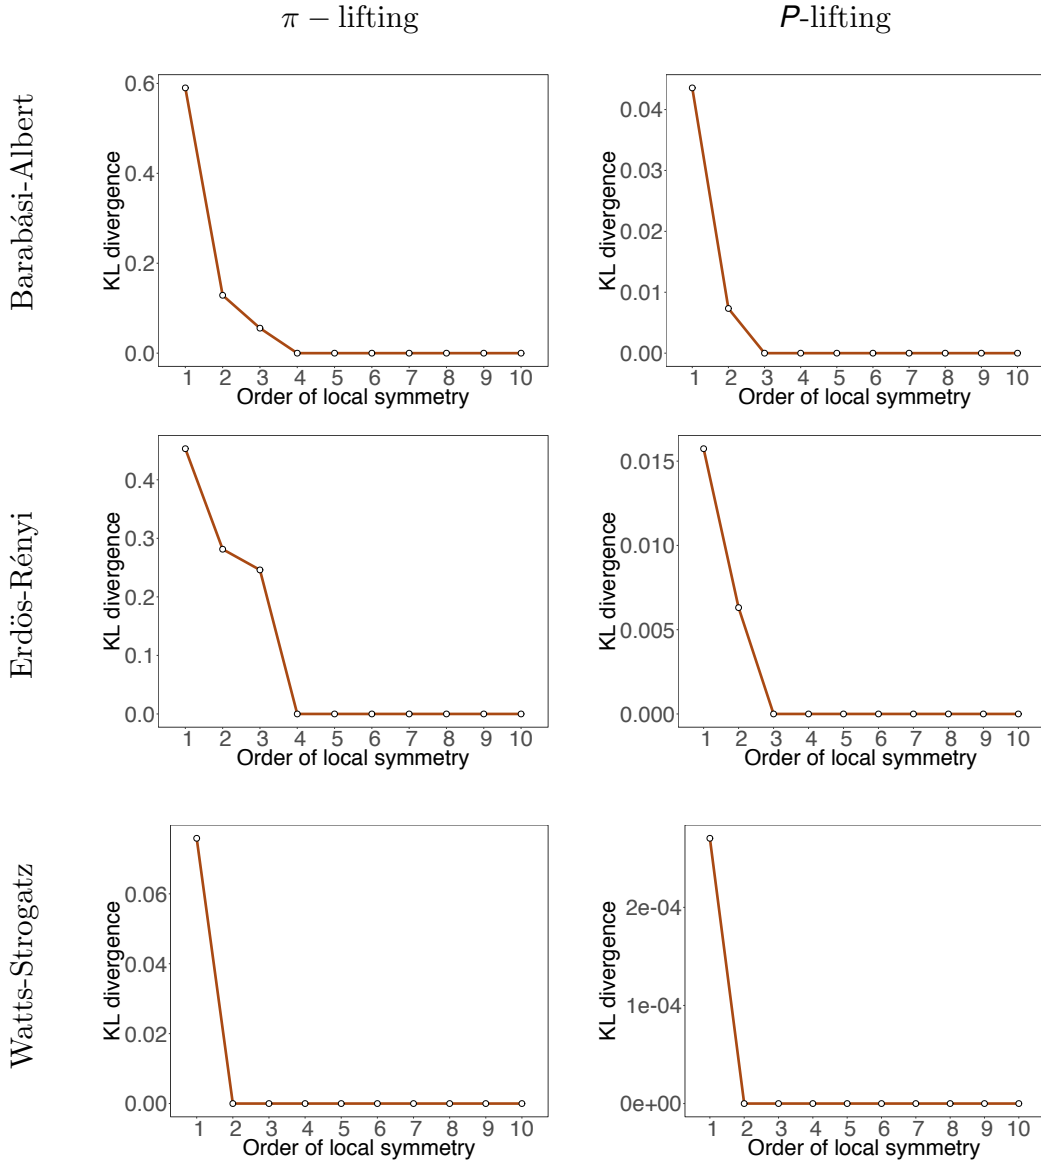 π − lifting
P-lifting
Barabási-Albert
KL divergence
0.6
0.4
0.2
0.0
1 2 3 4 5 6 7 8 9 10
Order of local symmetry
KL divergence
0.04
0.03
0.02
0.01
0.00
1 2 3 4 5 6 7 8 9 10
Order of local symmetry
Erdös-Rényi
KL divergence
0.4
0.3
0.2
0.1
0.0
1 2 3 4 5 6 7 8 9 10
Order of local symmetry
KL divergence
0.015
0.010
0.005
0.000
1 2 3 4 5 6 7 8 9 10
Order of local symmetry
Watts-Strogatz
KL divergence
0.06
0.04
0.02
0.00
1 2 3 4 5 6 7 8 9 10
Order of local symmetry
KL divergence
2e-04
1e-04
0e+00
1 2 3 4 5 6 7 8 9 10
Order of local symmetry